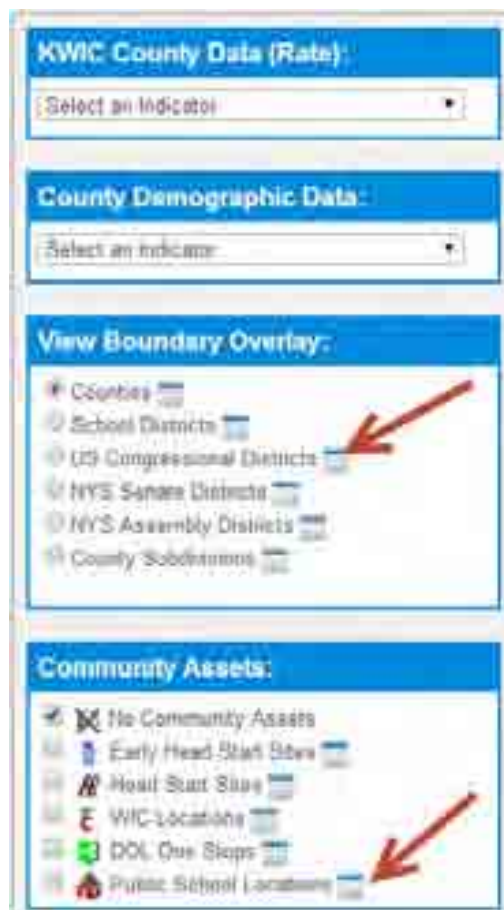 KWIC County Data (Rate):
Select an Indicator
County Demographic Data:
Select an Indicator
View Boundary Overlay:
Counties
School Districts
US Congressional Districts
NYS Senate Districts
NYS Assembly Districts
County Subdivisions
Community Assets:
No Community Assets
Early Head Start Sites
Head Start Sites
WIC Locations
DOL One Stops
Public School Locations